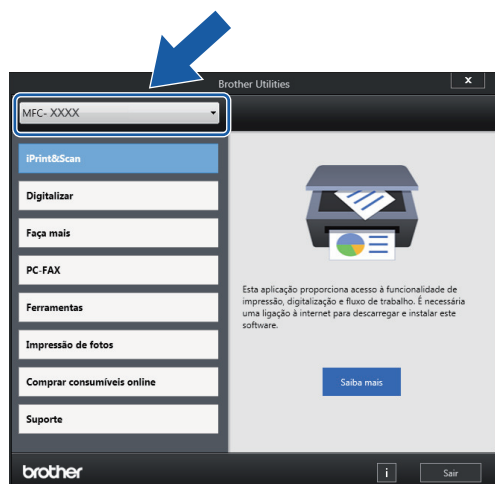 Brother Utilities
x
MFC- XXXX
iPrint&Scan
Digitalizar
Faça mais
PC-FAX
Ferramentas
Impressão de fotos
Comprar consumíveis online
Suporte
Esta aplicação proporciona acesso à funcionalidade de
impressão, digitalização e fluxo de trabalho. É necessária
uma ligação à internet para descarregar e instalar este
software.
Saiba mais
brother
i
Sair